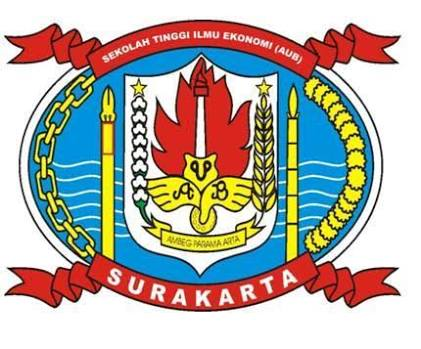 SEKOLAH TINGGI ILMU EKONOMI (AUB)
A U B
AMBEG PARAMA ARTA
SURAKARTA